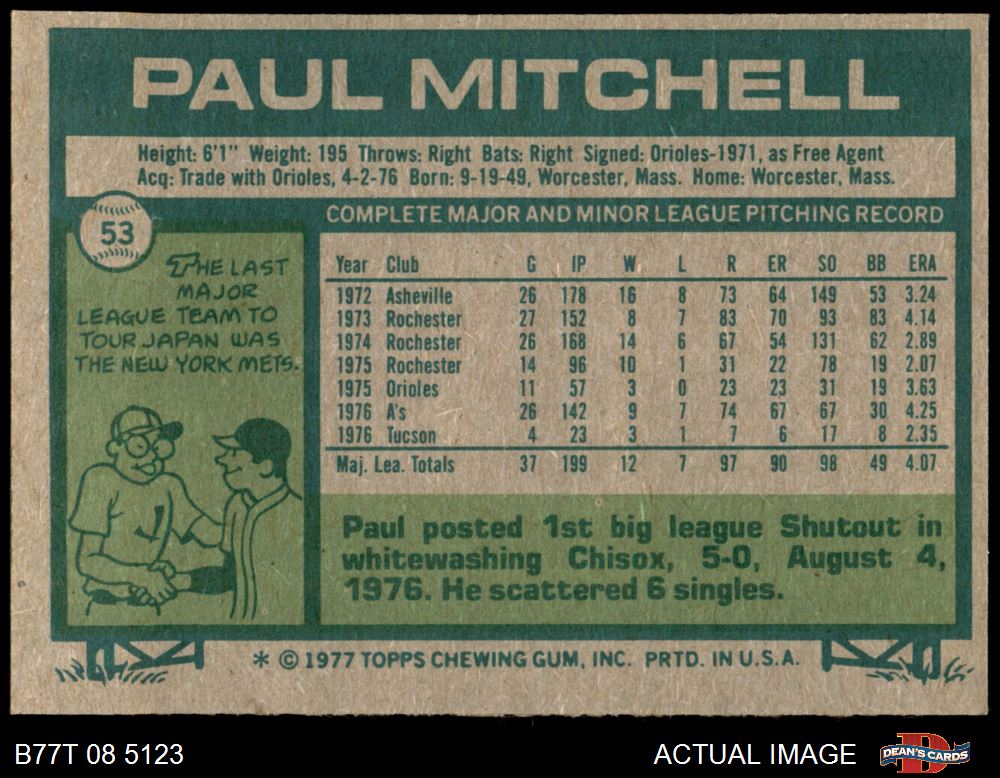 PAUL MITCHELL
Height: 6'1" Weight: 195 Throws: Right Bats: Right Signed: Orioles-1971, as Free Agent
Acq: Trade with Orioles, 4-2-76 Born: 9-19-49, Worcester, Mass. Home: Worcester, Mass.
53
THE LAST
MAJOR
LEAGUE TEAM TO
TOUR JAPAN WAS
THE NEW YORK METS.
J
COMPLETE MAJOR AND MINOR LEAGUE PITCHING RECORD
Year Club G IP W L R ER SO BB ERA
1972 Asheville 26 178 16 8 73 64 149 53 3.24
1973 Rochester 27 152 8 7 83 70 93 83 4.14
1974 Rochester 26 168 14 6 67 54 131 62 2.89
1975 Rochester 14 96 10 1 31 22 78 19 2.07
1975 Orioles 11 57 3 0 23 23 31 19 3.63
1976 A's 26 142 9 7 74 67 67 30 4.25
1976 Tucson 4 23 3 1 7 6 17 8 2.35
Maj. Lea. Totals 37 199 12 7 97 90 98 49 4.07
Paul posted 1st big league Shutout in
whitewashing Chisox, 5-0, August 4,
1976. He scattered 6 singles.
* © 1977 TOPPS CHEWING GUM, INC. PRTD. IN U.S.A.
B77T 08 5123
ACTUAL IMAGE
D
DEAN'S CARDS